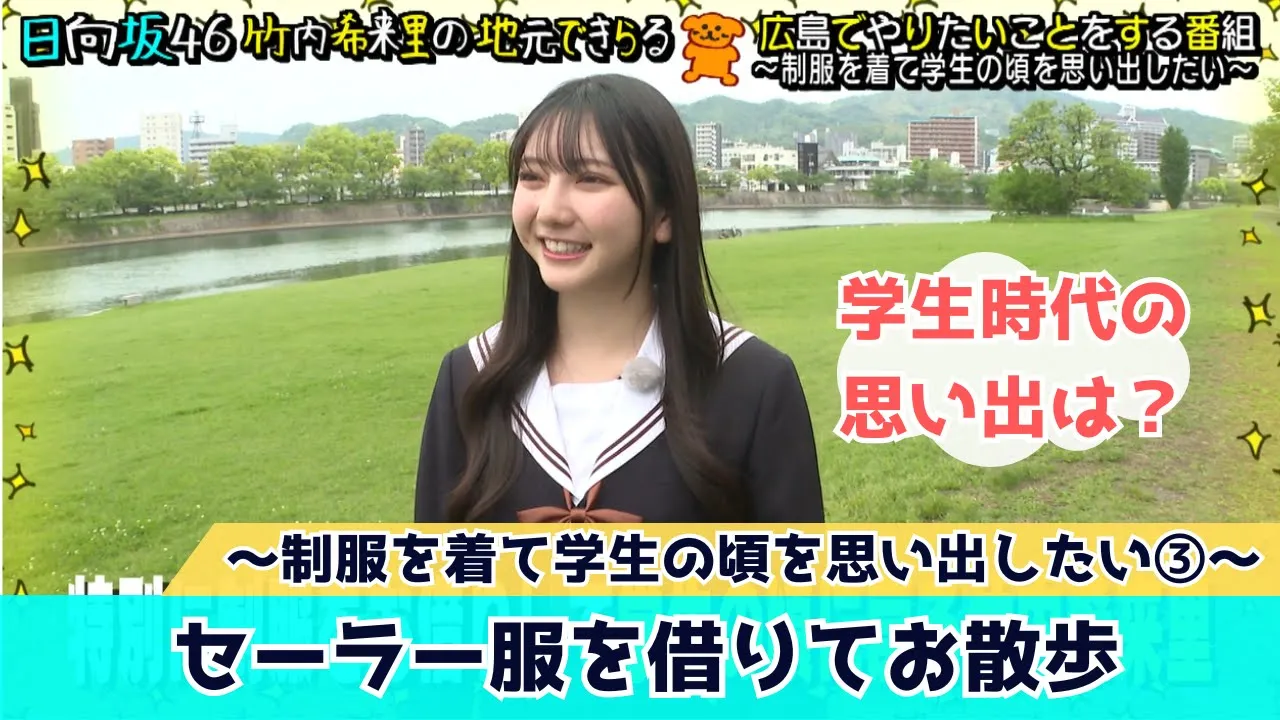 日向坂46 竹内希来里の地元できらる
広島でやりたいことをする番組
~制服を着て学生の頃を思い出したい~
学生時代の
思い出は？
〜制服を着て学生の頃を思い出したい③〜
セーラー服を借りてお散歩